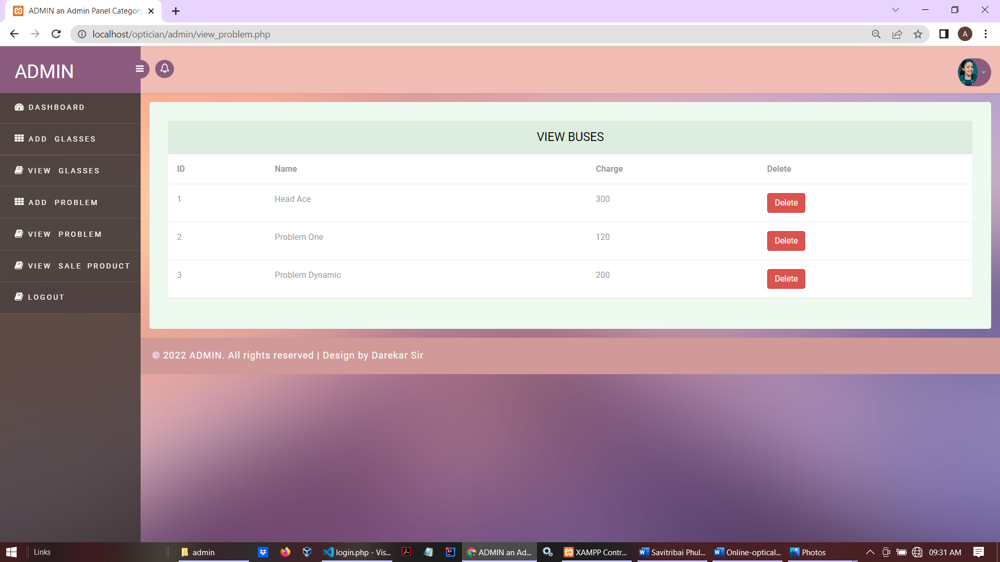 ADMIN an Admin Panel Category
localhost/optician/admin/view_problem.php
A
ADMIN
DASHBOARD
ADD GLASSES
VIEW GLASSES
ADD PROBLEM
VIEW PROBLEM
VIEW SALE PRODUCT
LOGOUT
VIEW BUSES
ID Name Charge Delete
1 Head Ace 300 Delete
2 Problem One 120 Delete
3 Problem Dynamic 200 Delete
© 2022 ADMIN. All rights reserved | Design by Darekar Sir
Links admin login.php - Vis... ADMIN an Ad... XAMPP Contr... Savitribai Phul... Online-optical... Photos 09:31 AM